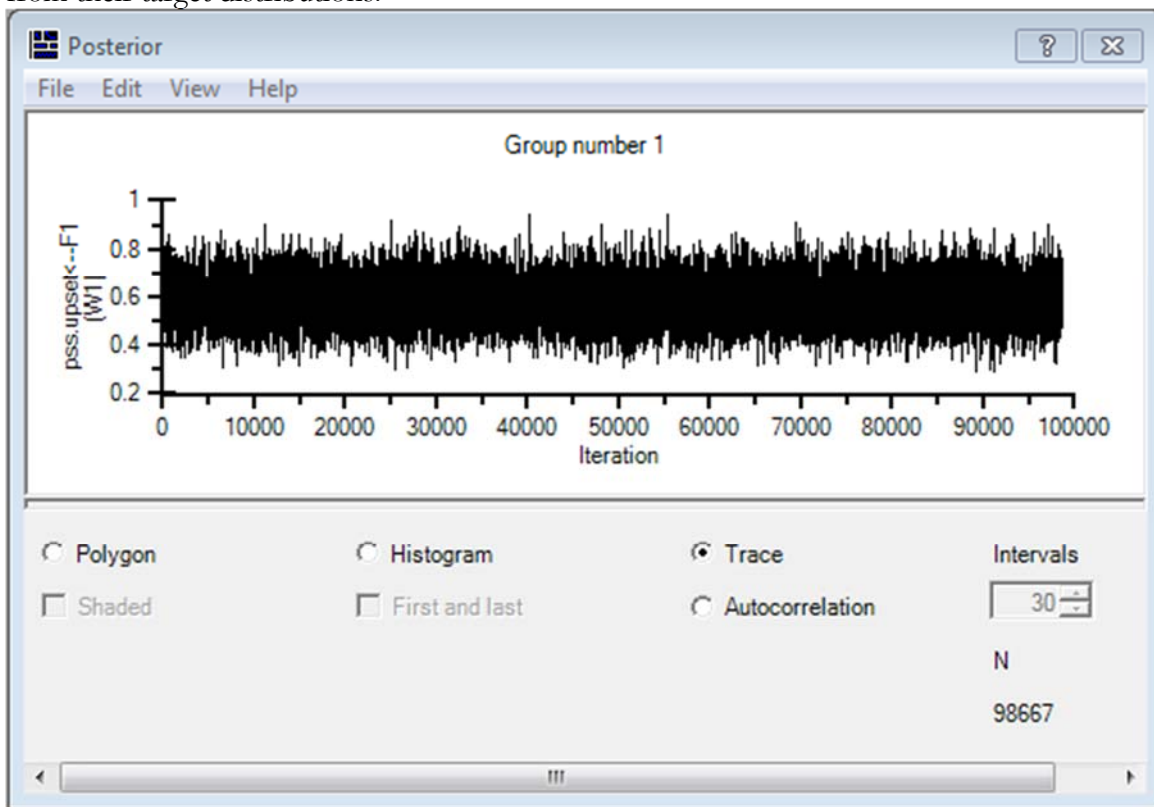 from their target distributions.
Posterior
File Edit View Help
Group number 1
pss.upset<--F1
(W1)
1
0.8
0.6
0.4
0.2
0 10000 20000 30000 40000 50000 60000 70000 80000 90000 100000
Iteration
Polygon Histogram Trace Intervals
Shaded First and last Autocorrelation 30
N
98667